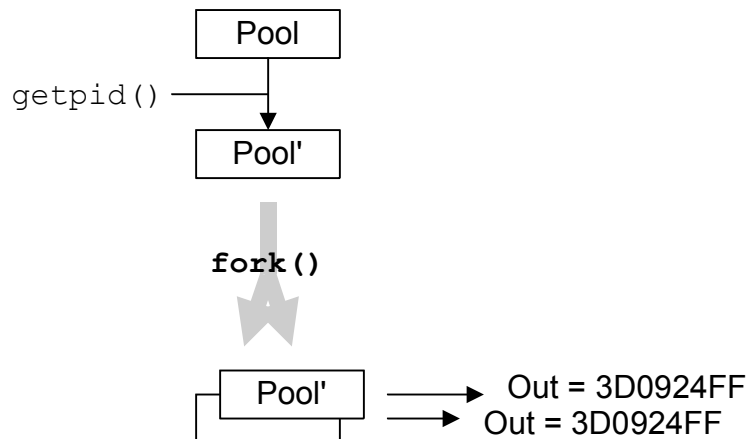 Pool
getpid()
Pool'
fork()
Pool'
Out = 3D0924FF
Out = 3D0924FF